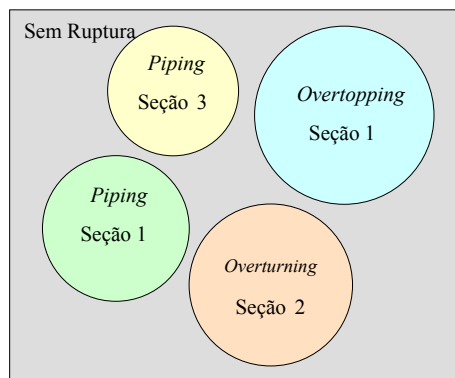 Sem Ruptura
Piping
Seção 3
Overtopping
Seção 1
Piping
Seção 1
Overturning
Seção 2